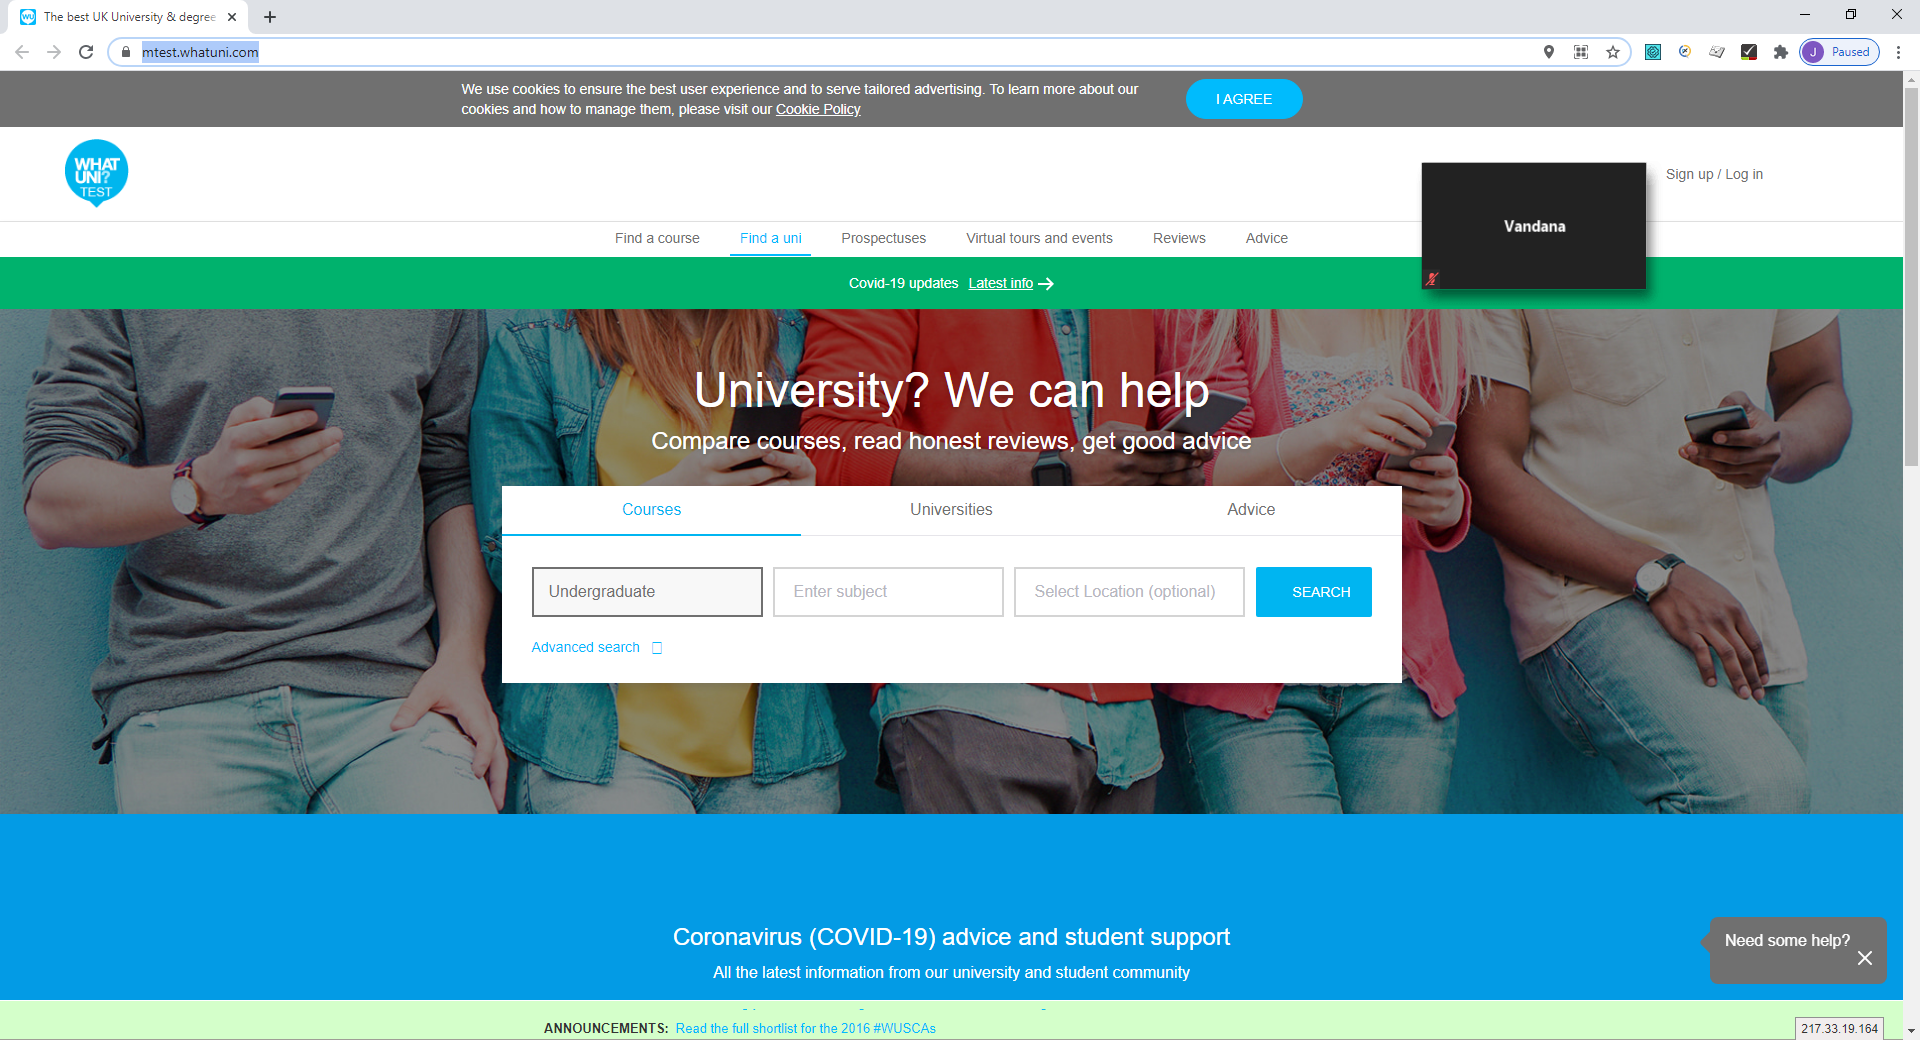 WU
The best UK University & degree
mtest.whatuni.com
J
Paused
We use cookies to ensure the best user experience and to serve tailored advertising. To learn more about our
cookies and how to manage them, please visit our Cookie Policy
I AGREE
WHAT
UNI?
TEST
Vandana
Sign up / Log in
Find a course
Find a uni
Prospectuses
Virtual tours and events
Reviews
Advice
Covid-19 updates Latest info
University? We can help
Compare courses, read honest reviews, get good advice
Courses
Universities
Advice
Undergraduate
Enter subject
Select Location (optional)
SEARCH
Advanced search
Coronavirus (COVID-19) advice and student support
All the latest information from our university and student community
Need some help?
ANNOUNCEMENTS: Read the full shortlist for the 2016 #WUSCAs
217.33.19.164